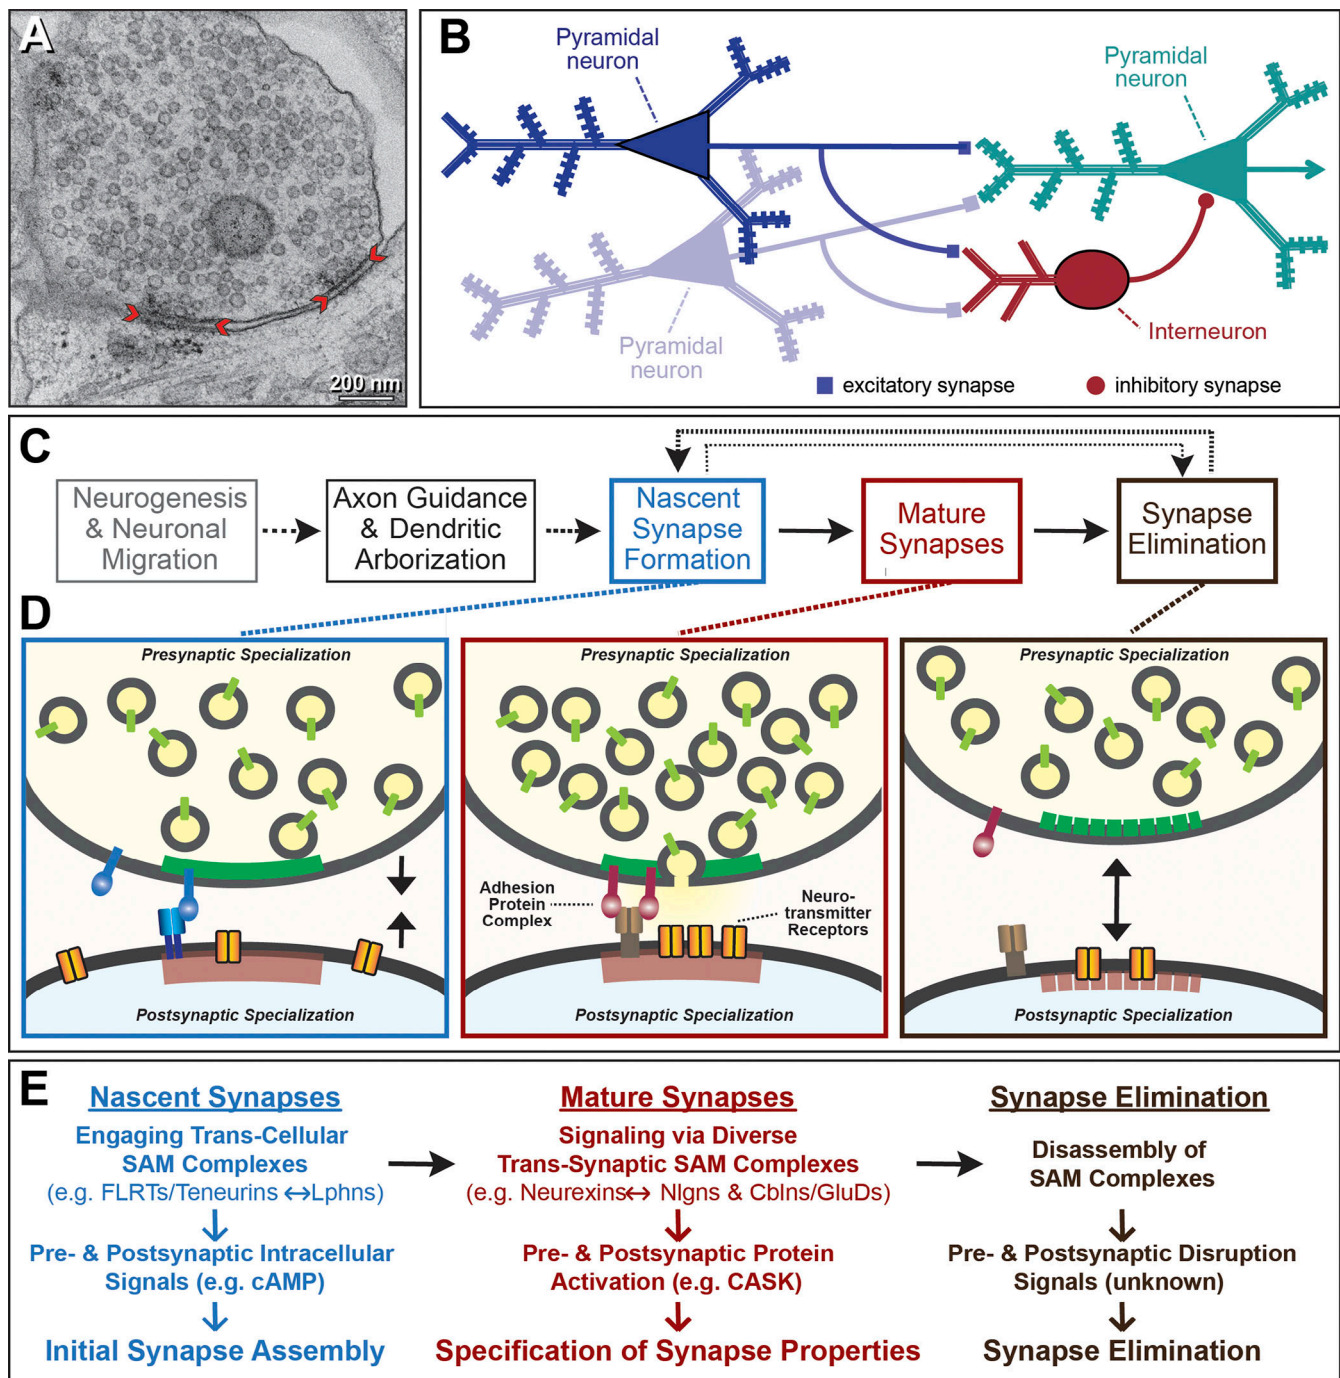 A
200 nm
B
Pyramidal
neuron
Pyramidal
neuron
Pyramidal
neuron
Interneuron
excitatory synapse
inhibitory synapse
C
Neurogenesis
& Neuronal
Migration
Axon Guidance
& Dendritic
Arborization
Nascent
Synapse
Formation
Mature
Synapses
Synapse
Elimination
D
Presynaptic Specialization
Postsynaptic Specialization
Presynaptic Specialization
Adhesion
Protein
Complex
Neuro-
transmitter
Receptors
Postsynaptic Specialization
Presynaptic Specialization
Postsynaptic Specialization
E
Nascent Synapses
Engaging Trans-Cellular
SAM Complexes
(e.g. FLRTs/Teneurins ↔Lphns)
Pre- & Postsynaptic Intracellular
Signals (e.g. cAMP)
Initial Synapse Assembly
Mature Synapses
Signaling via Diverse
Trans-Synaptic SAM Complexes
(e.g. Neurexins↔ Nlgns & Cblns/GluDs)
Pre- & Postsynaptic Protein
Activation (e.g. CASK)
Specification of Synapse Properties
Synapse Elimination
Disassembly of
SAM Complexes
Pre- & Postsynaptic Disruption
Signals (unknown)
Synapse Elimination